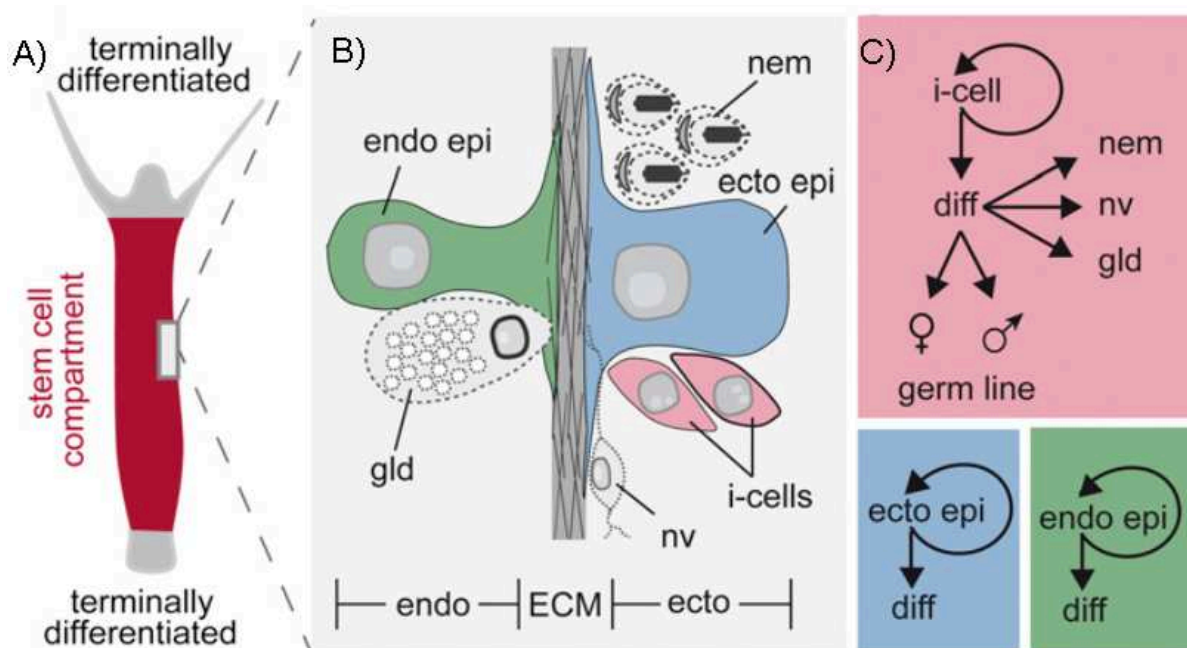 A)
terminally
differentiated
stem cell
compartment
terminally
differentiated
B)
nem
endo epi
ecto epi
gld
i-cells
nv
endo
ECM
ecto
C)
i-cell
nem
diff
nv
gld
♀ ♂
germ line
ecto epi
diff
endo epi
diff